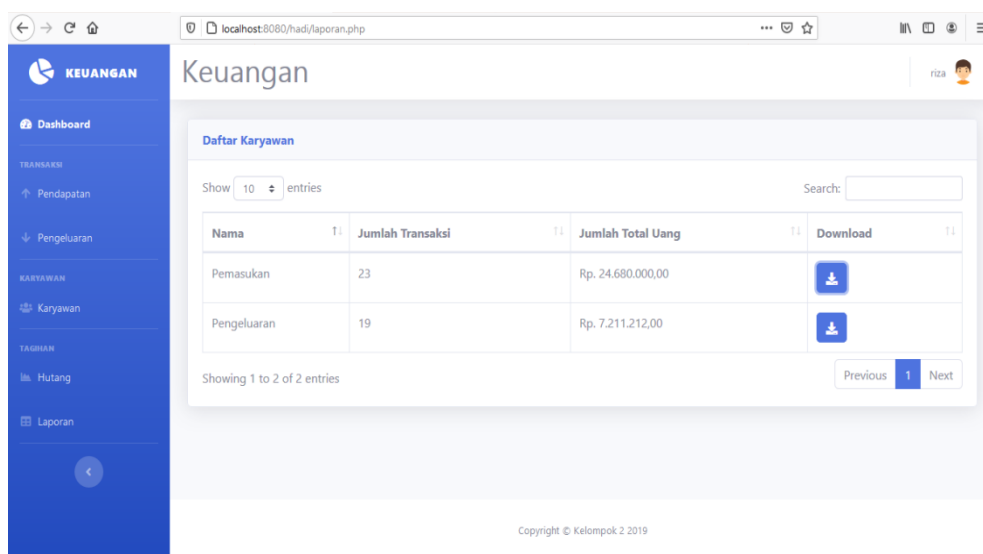 localhost:8080/hadi/laporan.php
KEUANGAN
Keuangan
riza
Dashboard
TRANSAKSI
Pendapatan
Pengeluaran
KARYAWAN
Karyawan
TAGIHAN
Hutang
Laporan
Daftar Karyawan
Show 10 entries
Search:
Nama Jumlah Transaksi Jumlah Total Uang Download
Pemasukan 23 Rp. 24.680.000,00
Pengeluaran 19 Rp. 7.211.212,00
Showing 1 to 2 of 2 entries
Previous 1 Next
Copyright © Kelompok 2 2019